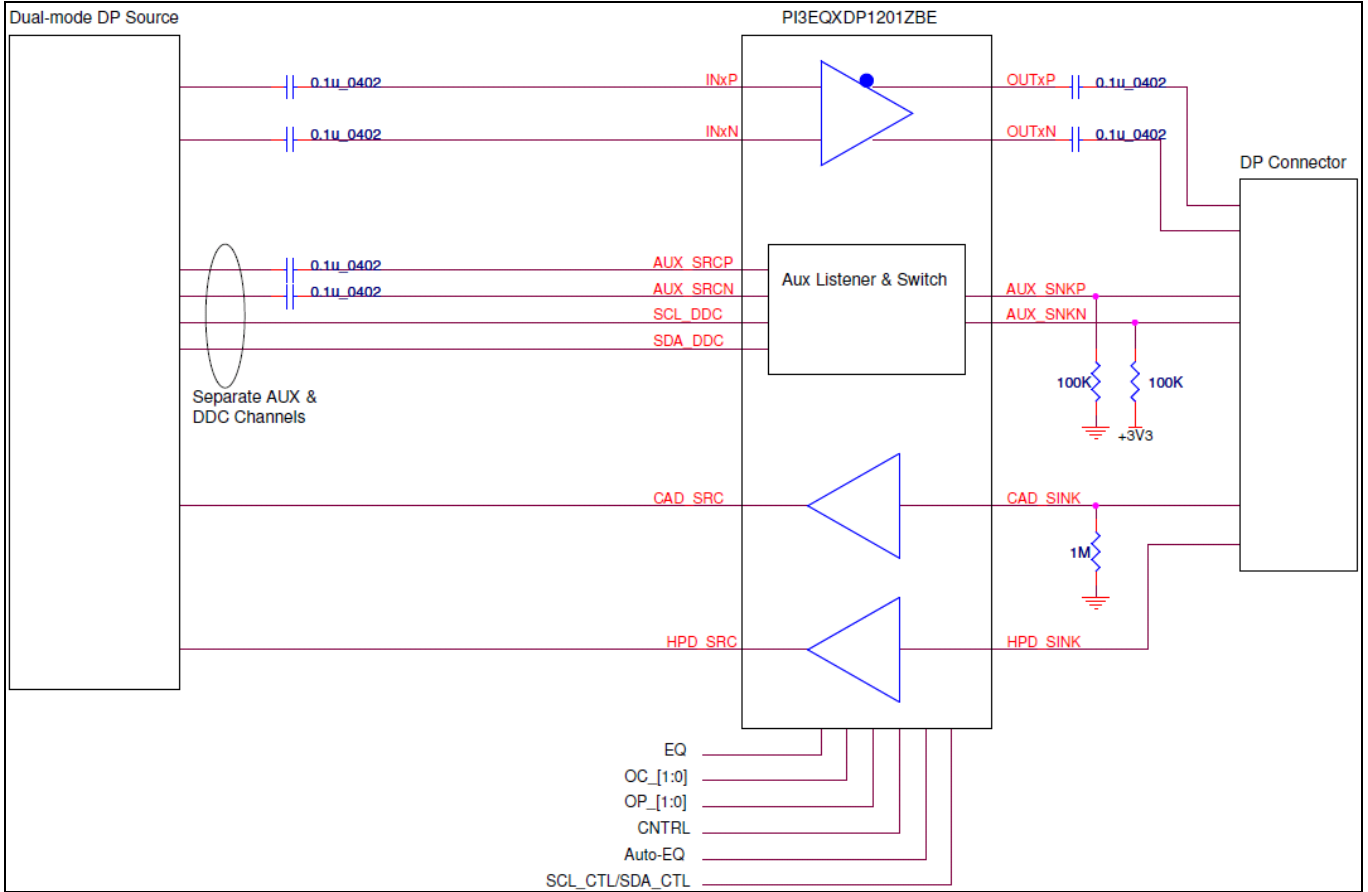 Dual-mode DP Source
PI3EQXDP1201ZBE
0.1u_0402
INxP
OUTxP
0.1u_0402
0.1u_0402
INxN
OUTxN
0.1u_0402
DP Connector
0.1u_0402
AUX_SRCP
Aux Listener & Switch
0.1u_0402
AUX_SRCN
AUX_SNKP
SCL_DDC
AUX_SNKN
SDA_DDC
100K
100K
Separate AUX &
DDC Channels
+3V3
CAD_SRC
CAD_SINK
1M
HPD_SRC
HPD_SINK
EQ
OC_[1:0]
OP_[1:0]
CNTRL
Auto-EQ
SCL_CTL/SDA_CTL